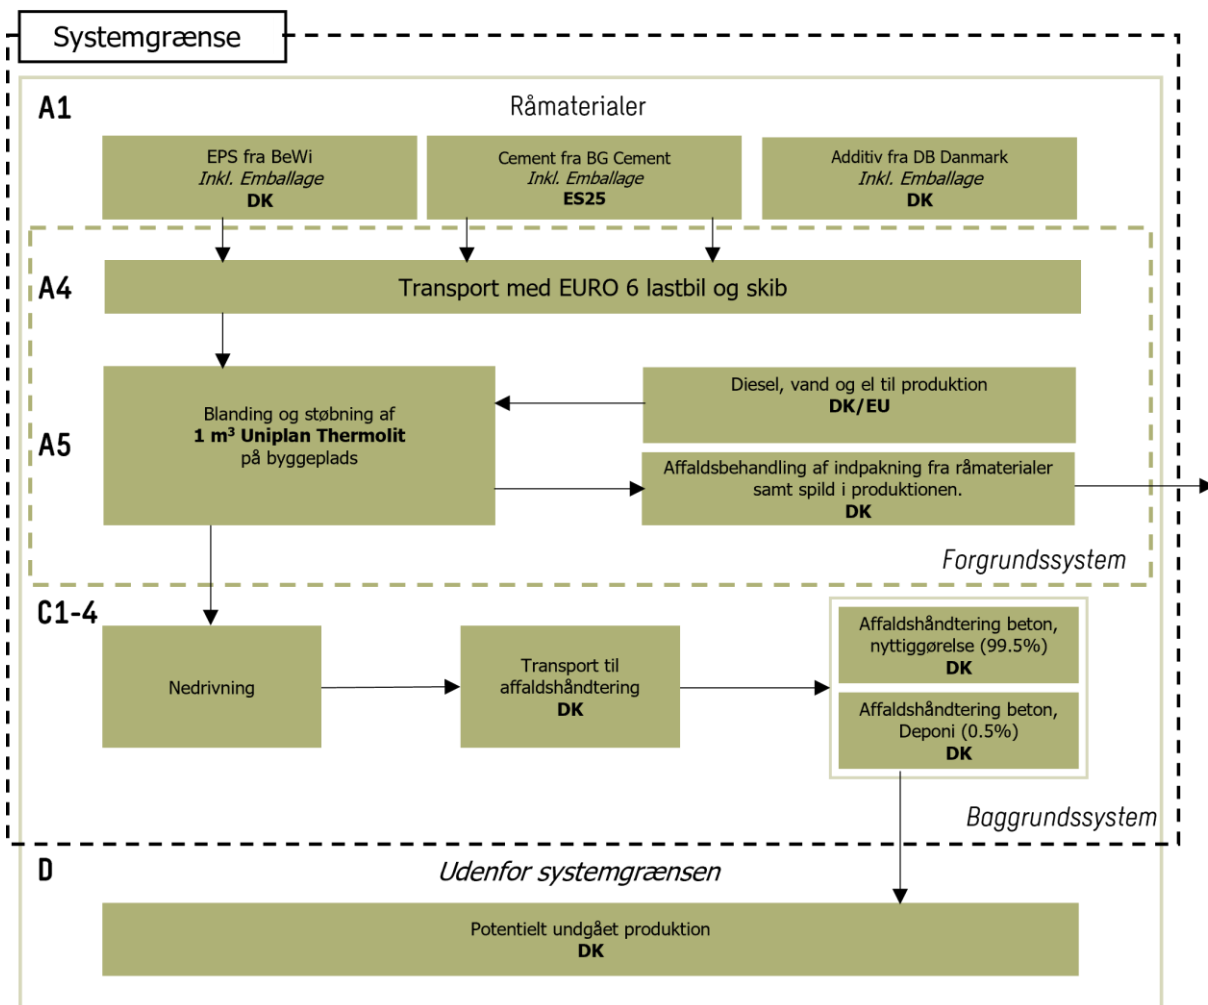 Systemgrænse
A1
Råmaterialer
EPS fra BeWi
Inkl. Emballage
DK
Cement fra BG Cement
Inkl. Emballage
ES25
Additiv fra DB Danmark
Inkl. Emballage
DK
A4
Transport med EURO 6 lastbil og skib
A5
Blanding og støbning af
1 m³ Uniplan Thermolit
på byggeplads
Diesel, vand og el til produktion
DK/EU
Affaldsbehandling af indpakning fra råmaterialer
samt spild i produktionen.
DK
Forgrundssystem
C1-4
Nedrivning
Transport til
affaldshåndtering
DK
Affaldshåndtering beton,
nyttiggørelse (99.5%)
DK
Affaldshåndtering beton,
Deponi (0.5%)
DK
Baggrundssystem
D
Udenfor systemgrænsen
Potentielt undgået produktion
DK